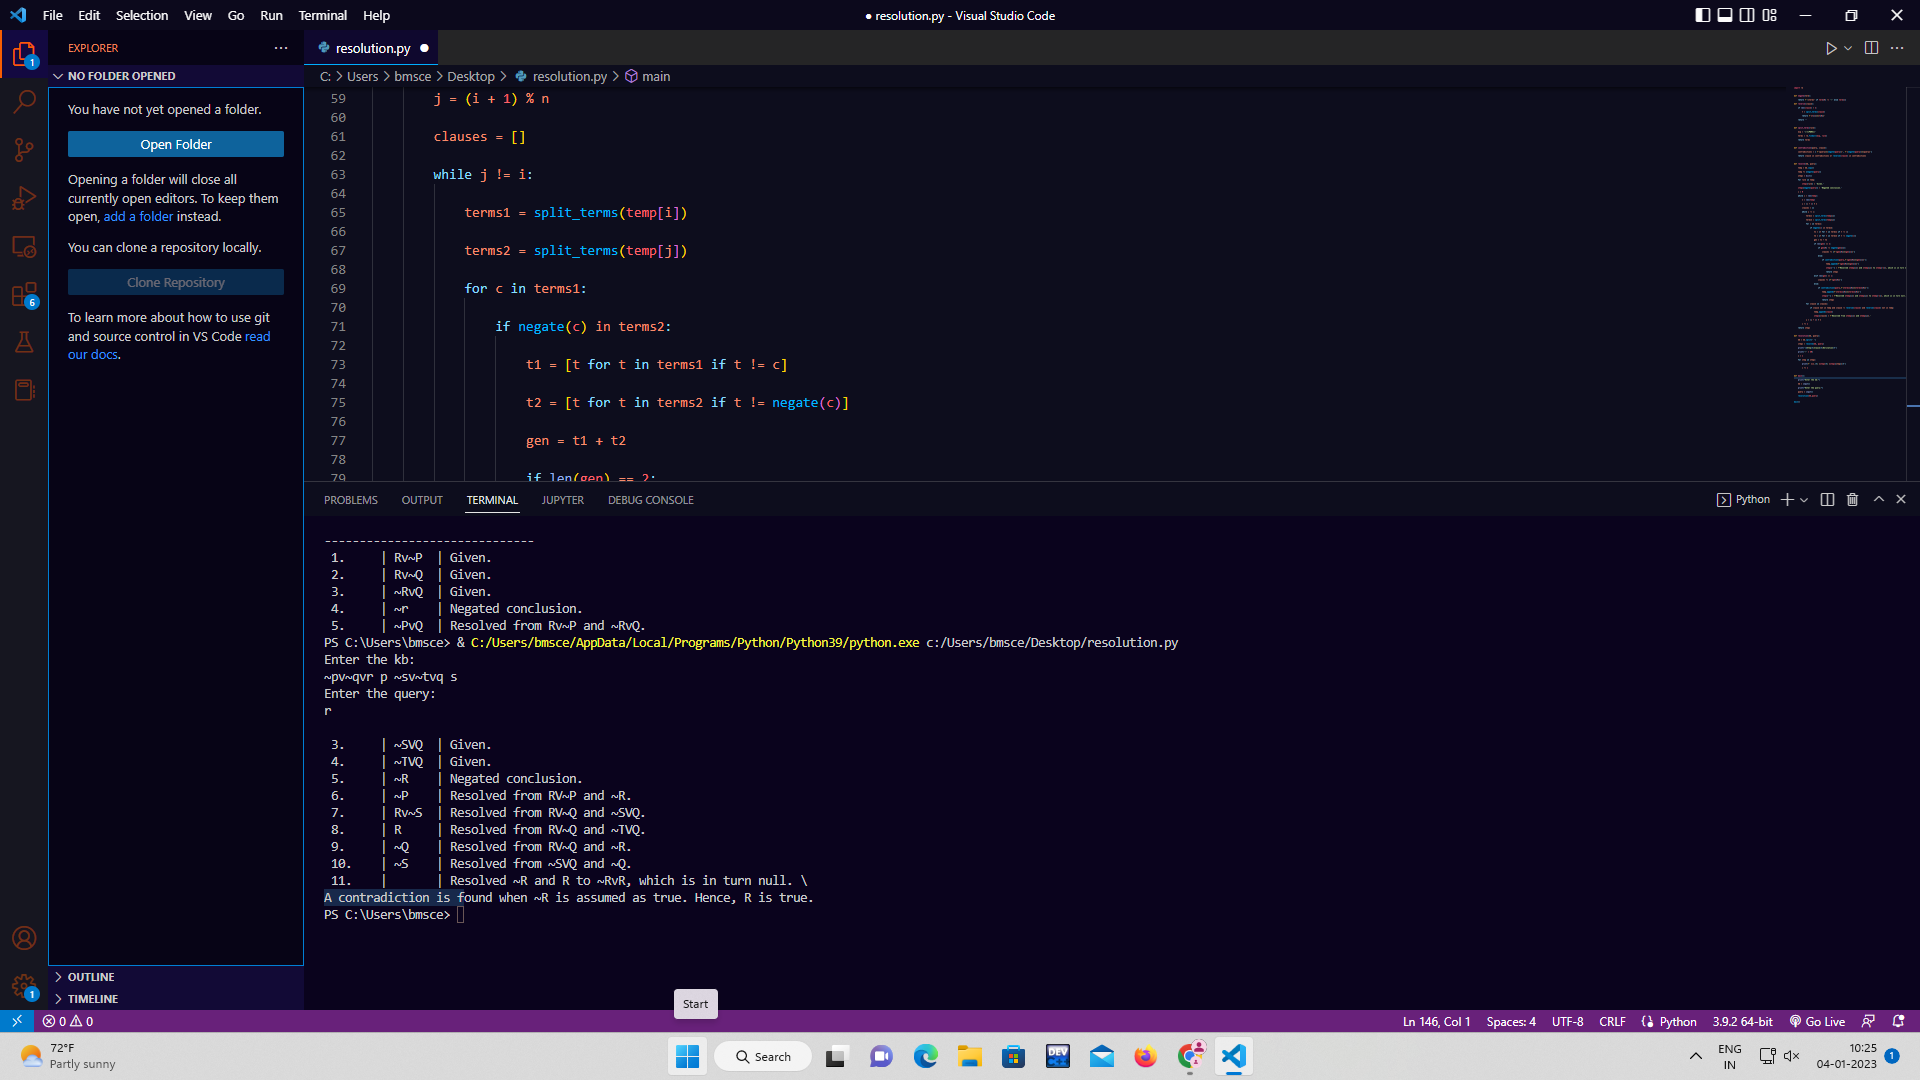 File Edit Selection View Go Run Terminal Help
● resolution.py - Visual Studio Code
EXPLORER
resolution.py
NO FOLDER OPENED
C: > Users > bmsce > Desktop > resolution.py > main
You have not yet opened a folder.
Open Folder
Opening a folder will close all
currently open editors. To keep them
open, add a folder instead.
You can clone a repository locally.
Clone Repository
To learn more about how to use git
and source control in VS Code read
our docs.
OUTLINE
TIMELINE
59 j = (i + 1) % n
60
61 clauses = []
62
63 while j != i:
64
65 terms1 = split_terms(temp[i])
66
67 terms2 = split_terms(temp[j])
68
69 for c in terms1:
70
71 if negate(c) in terms2:
72
73 t1 = [t for t in terms1 if t != c]
74
75 t2 = [t for t in terms2 if t != negate(c)]
76
77 gen = t1 + t2
78
79 if len(gen) == 2:
PROBLEMS OUTPUT TERMINAL JUPYTER DEBUG CONSOLE
Python
------------------------------
1. | Rv~P | Given.
2. | Rv~Q | Given.
3. | ~RvQ | Given.
4. | ~r | Negated conclusion.
5. | ~PvQ | Resolved from Rv~P and ~RvQ.
PS C:\Users\bmsce> & C:/Users/bmsce/AppData/Local/Programs/Python/Python39/python.exe c:/Users/bmsce/Desktop/resolution.py
Enter the kb:
~pv~qvr p ~sv~tvq s
Enter the query:
r
3. | ~SVQ | Given.
4. | ~TVQ | Given.
5. | ~R | Negated conclusion.
6. | ~P | Resolved from RV~P and ~R.
7. | Rv~S | Resolved from RV~Q and ~SVQ.
8. | R | Resolved from RV~Q and ~TVQ.
9. | ~Q | Resolved from RV~Q and ~R.
10. | ~S | Resolved from ~SVQ and ~Q.
11. | | Resolved ~R and R to ~RvR, which is in turn null. \
A contradiction is found when ~R is assumed as true. Hence, R is true.
PS C:\Users\bmsce>
Start
0 0
Ln 146, Col 1 Spaces: 4 UTF-8 CRLF Python 3.9.2 64-bit Go Live
72°F
Partly sunny
Search
DEV
ENG
IN
10:25
04-01-2023
1
1
6
1